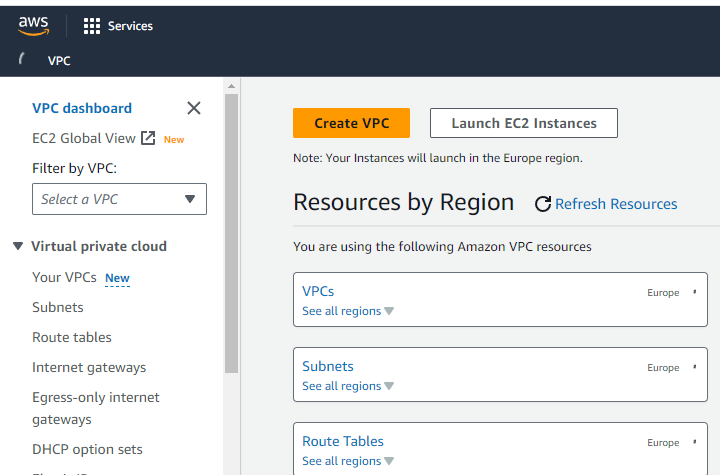 aws
Services
VPC
VPC dashboard
EC2 Global View New
Filter by VPC:
Select a VPC
Virtual private cloud
Your VPCs New
Subnets
Route tables
Internet gateways
Egress-only internet
gateways
DHCP option sets
Create VPC
Launch EC2 Instances
Note: Your Instances will launch in the Europe region.
Resources by Region
Refresh Resources
You are using the following Amazon VPC resources
VPCs
Europe
See all regions
Subnets
Europe
See all regions
Route Tables
Europe
See all regions